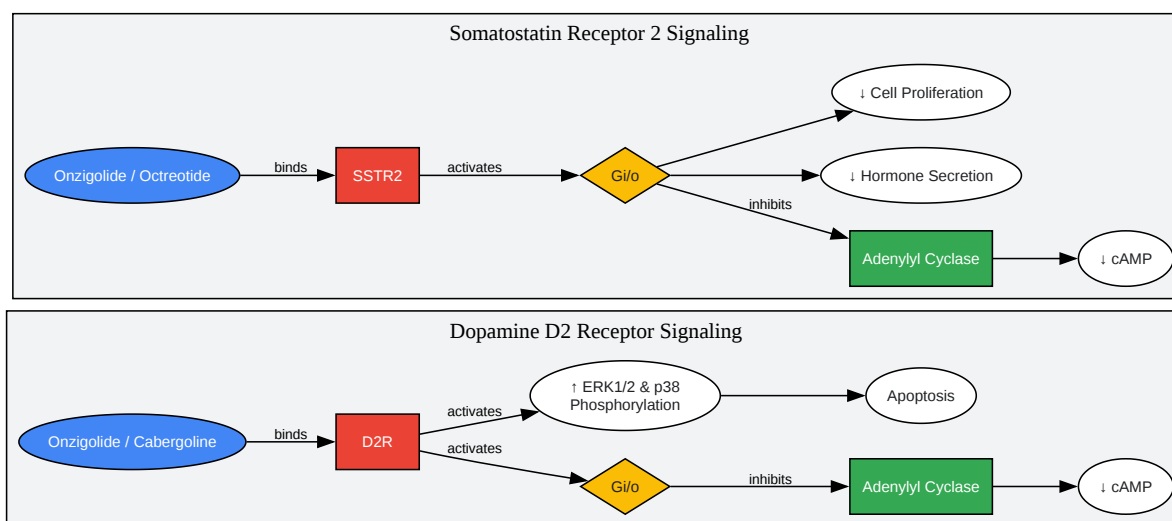 Somatostatin Receptor 2 Signaling
↓ Cell Proliferation
Onzigolide / Octreotide
binds
SSTR2
activates
Gi/o
↓ Hormone Secretion
inhibits
Adenylyl Cyclase
↓ cAMP
Dopamine D2 Receptor Signaling
↑ ERK1/2 & p38
Phosphorylation
Apoptosis
activates
Onzigolide / Cabergoline
binds
D2R
activates
Gi/o
inhibits
Adenylyl Cyclase
↓ cAMP